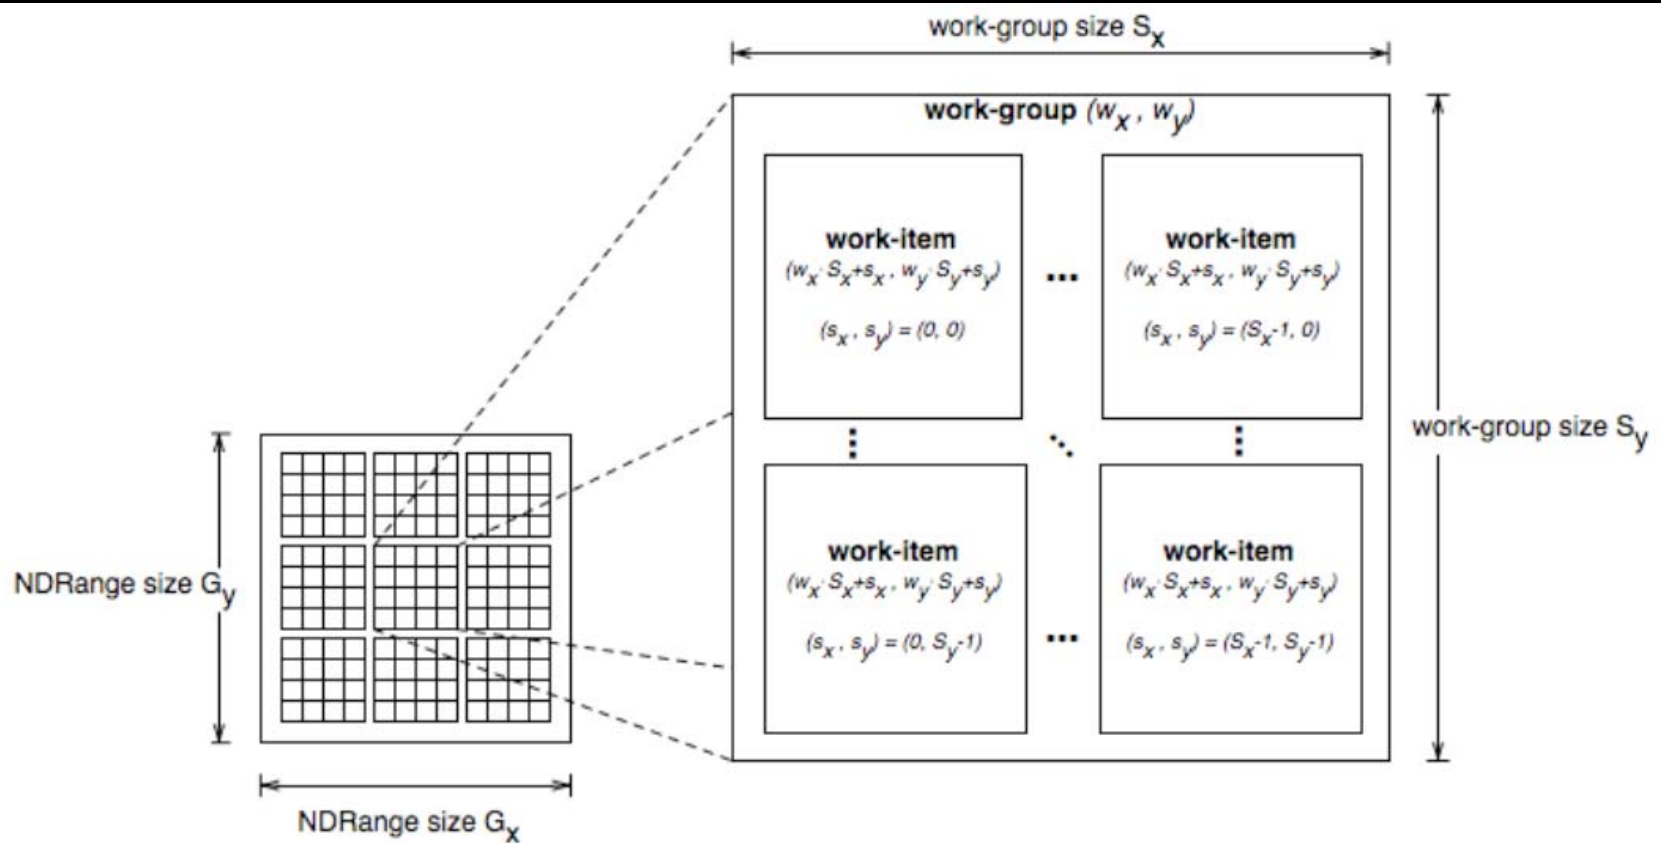 work-group size Sx
work-group (wx, wy)
work-item
(wx· Sx+sx, wy· Sy+sy)
(sx, sy) = (0, 0)
...
work-item
(wx· Sx+sx, wy· Sy+sy)
(sx, sy) = (Sx-1, 0)
work-group size Sy
work-item
(wx· Sx+sx, wy· Sy+sy)
(sx, sy) = (0, Sy-1)
...
work-item
(wx· Sx+sx, wy· Sy+sy)
(sx, sy) = (Sx-1, Sy-1)
NDRange size Gy
NDRange size Gx